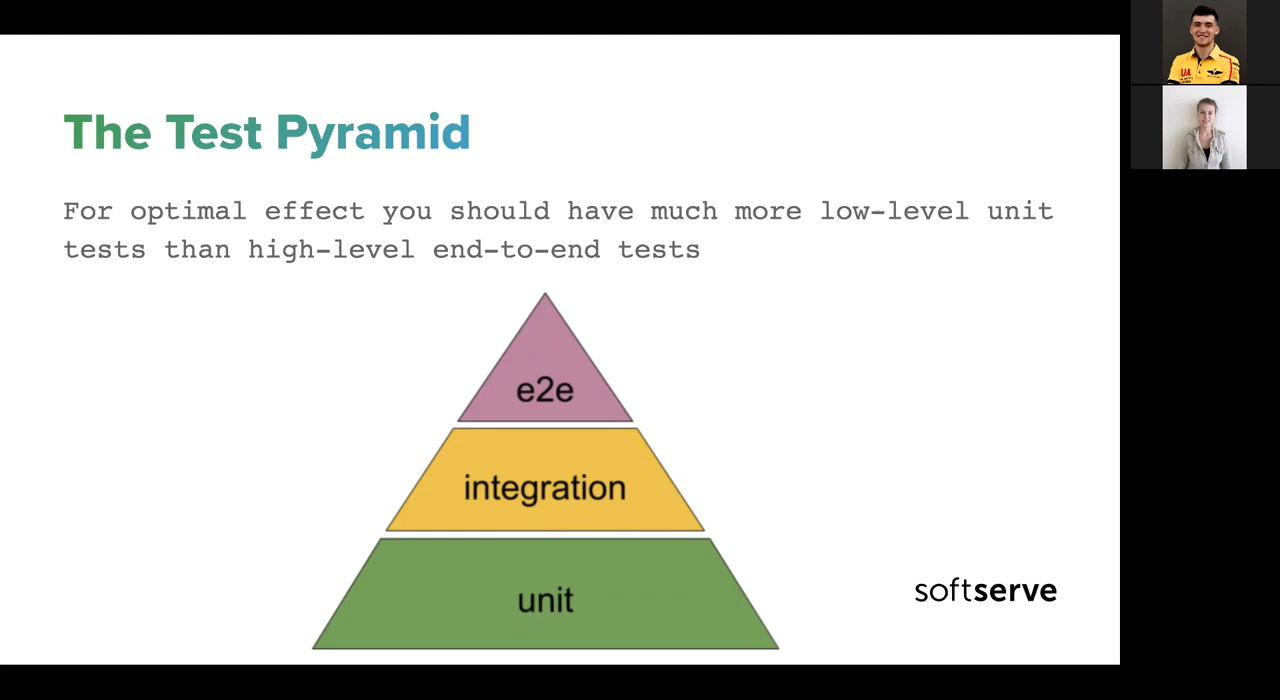 The Test Pyramid
For optimal effect you should have much more low-level unit
tests than high-level end-to-end tests
e2e
integration
unit
softserve
UA